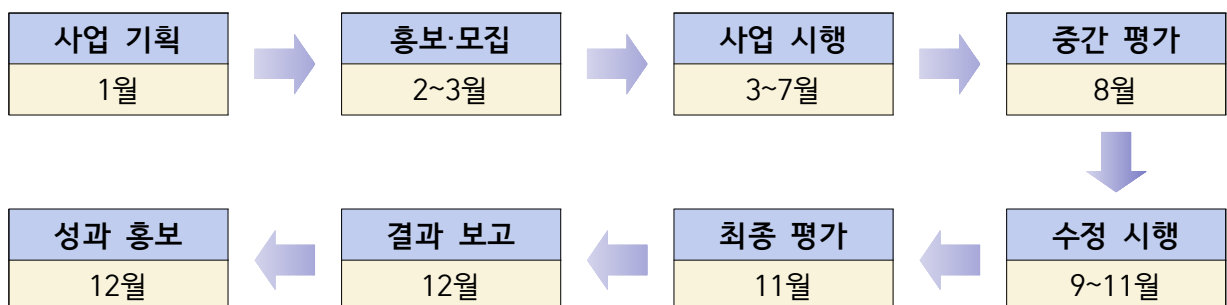 사업 기획
1월
홍보·모집
2~3월
사업 시행
3~7월
중간 평가
8월
수정 시행
9~11월
최종 평가
11월
결과 보고
12월
성과 홍보
12월